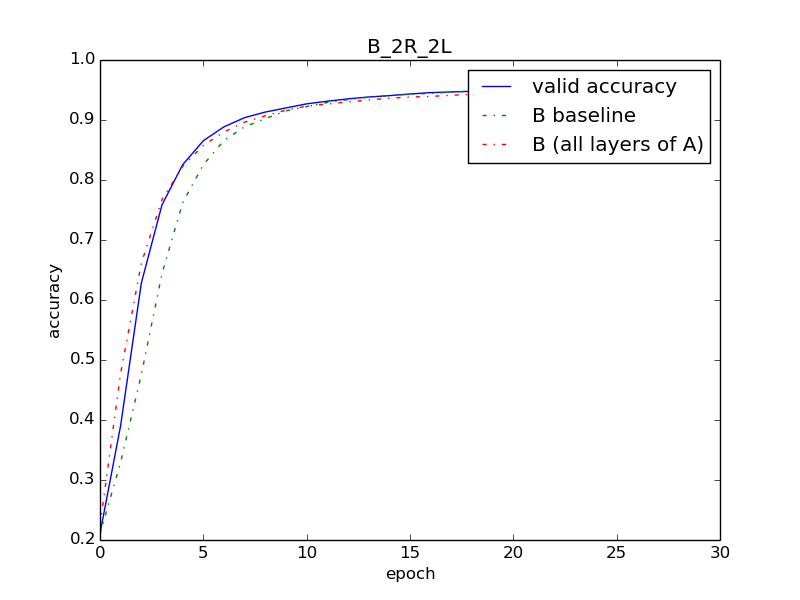 B_2R_2L
valid accuracy
B baseline
B (all layers of A)
1.0
0.9
0.8
0.7
0.6
0.5
0.4
0.3
0.2
accuracy
0 5 10 15 20 25 30
epoch